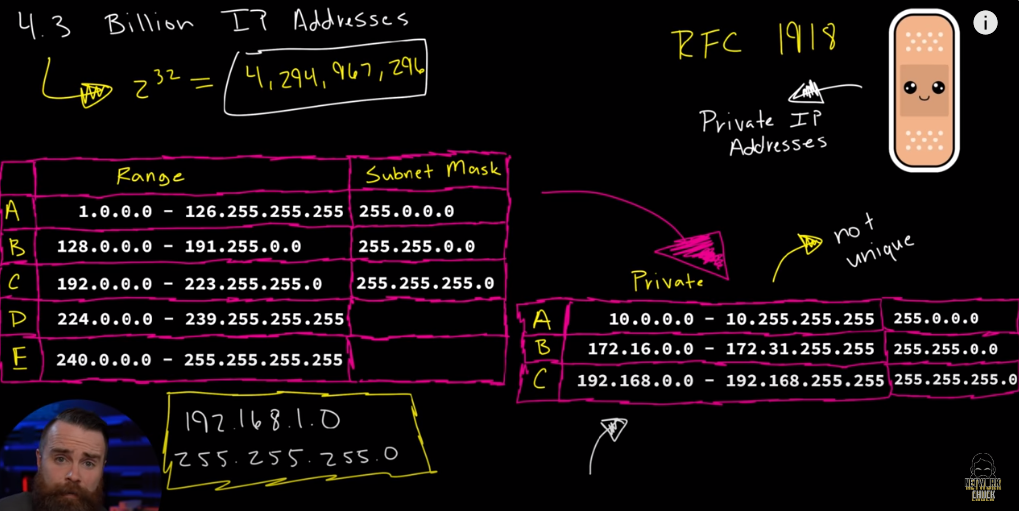 4.3 Billion IP Addresses
2^32 = 4,294,967,296
RFC 1918
Private IP
Addresses
Range Subnet Mask
A 1.0.0.0 - 126.255.255.255 255.0.0.0
B 128.0.0.0 - 191.255.0.0 255.255.0.0
C 192.0.0.0 - 223.255.255.0 255.255.255.0
D 224.0.0.0 - 239.255.255.255
E 240.0.0.0 - 255.255.255.255
not
unique
Private
A 10.0.0.0 - 10.255.255.255 255.0.0.0
B 172.16.0.0 - 172.31.255.255 255.255.0.0
C 192.168.0.0 - 192.168.255.255 255.255.255.0
192.168.1.0
255.255.255.0
NETWORK
CHUCK
i